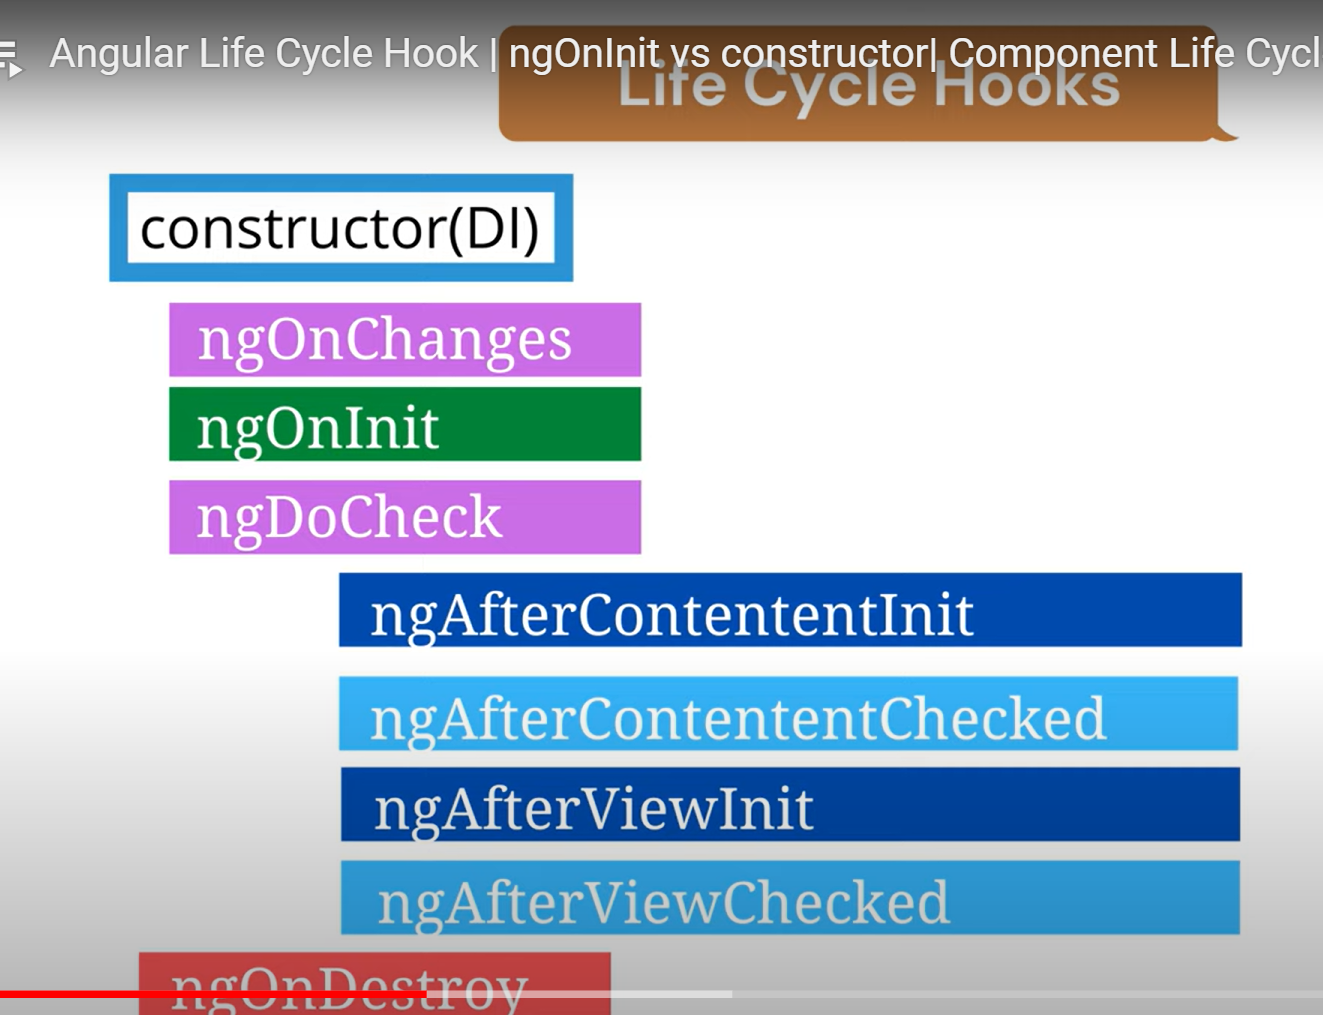 Angular Life Cycle Hook | ngOnInit vs constructor| Component Life Cycl
Life Cycle Hooks
constructor(DI)
ngOnChanges
ngOnInit
ngDoCheck
ngAfterContententInit
ngAfterContententChecked
ngAfterViewInit
ngAfterViewChecked
ngOnDestroy